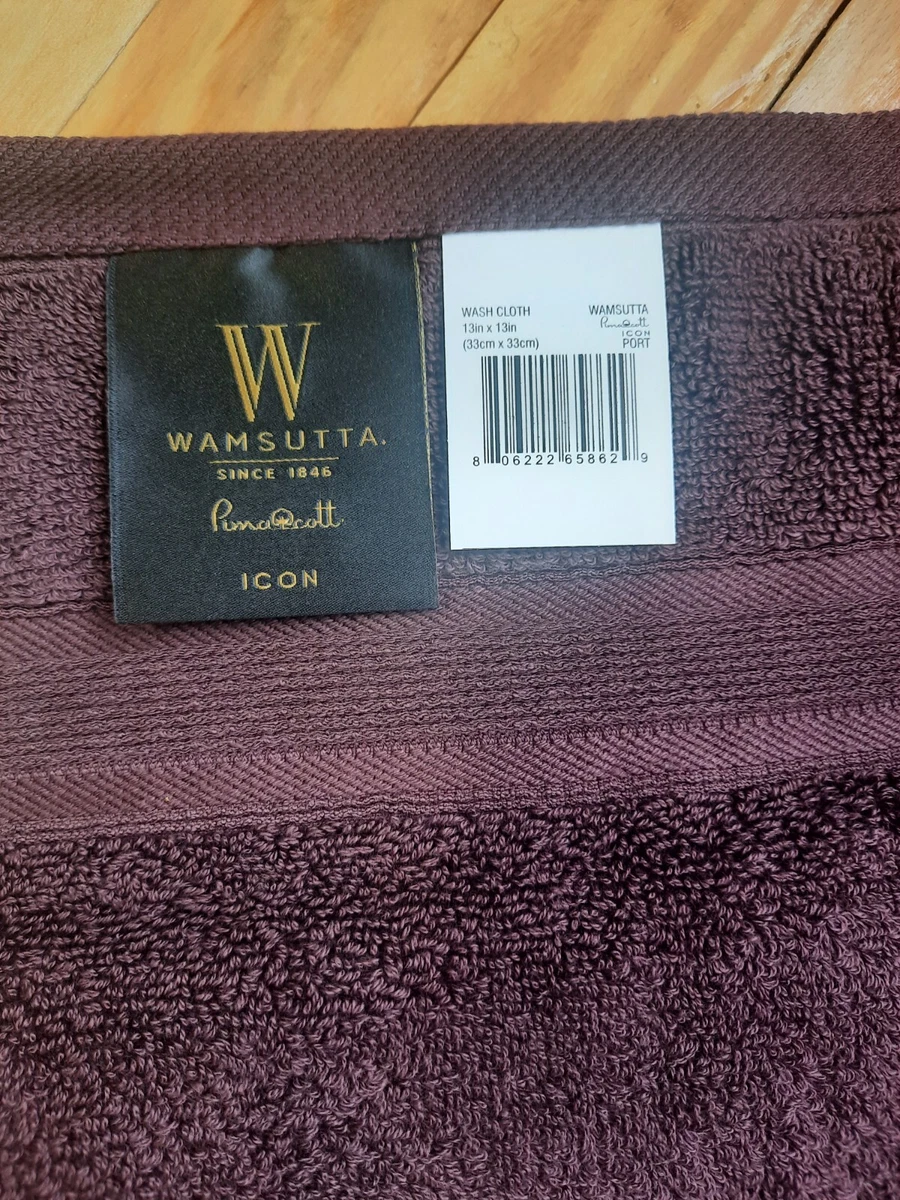 W
WAMSUTTA.
SINCE 1846
PimaCott
ICON
WASH CLOTH
13in x 13in
(33cm x 33cm)
WAMSUTTA
PimaCott
ICON
PORT
8 06222 65862 9